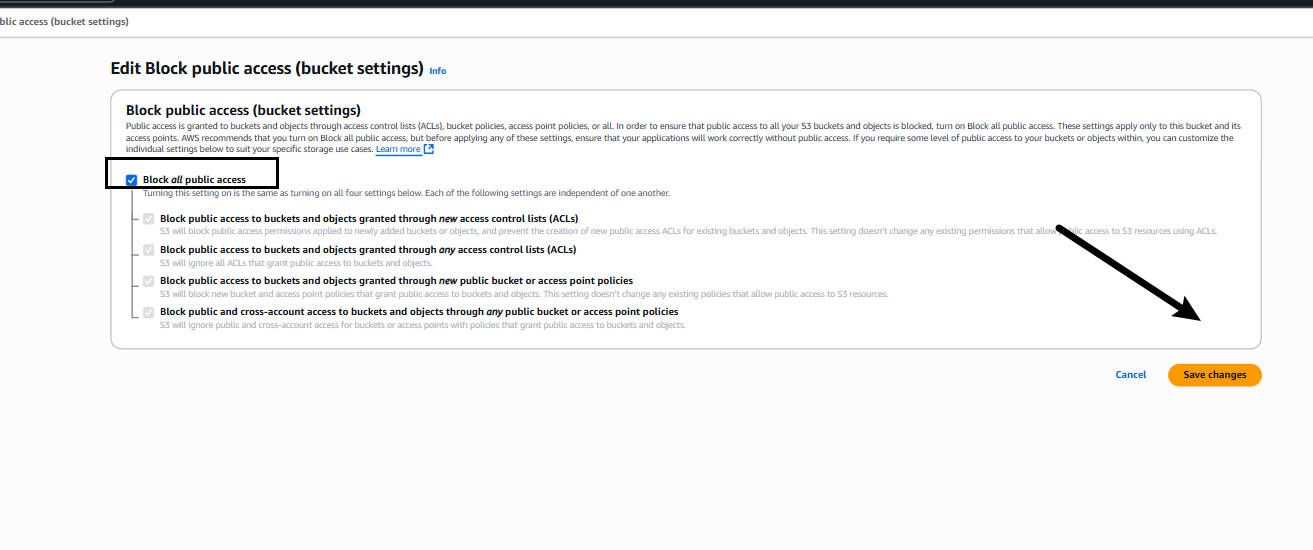 blic access (bucket settings)
Edit Block public access (bucket settings) Info
Block public access (bucket settings)
Public access is granted to buckets and objects through access control lists (ACLs), bucket policies, access point policies, or all. In order to ensure that public access to all your S3 buckets and objects is blocked, turn on Block all public access. These settings apply only to this bucket and its
access points. AWS recommends that you turn on Block all public access, but before applying any of these settings, ensure that your applications will work correctly without public access. If you require some level of public access to your buckets or objects within, you can customize the
individual settings below to suit your specific storage use cases. Learn more
Block all public access
Turning this setting on is the same as turning on all four settings below. Each of the following settings are independent of one another.
Block public access to buckets and objects granted through new access control lists (ACLs)
S3 will block public access permissions applied to newly added buckets or objects, and prevent the creation of new public access ACLs for existing buckets and objects. This setting doesn't change any existing permissions that allow public access to S3 resources using ACLs.
Block public access to buckets and objects granted through any access control lists (ACLs)
S3 will ignore all ACLs that grant public access to buckets and objects.
Block public access to buckets and objects granted through new public bucket or access point policies
S3 will block new bucket and access point policies that grant public access to buckets and objects. This setting doesn't change any existing policies that allow public access to S3 resources.
Block public and cross-account access to buckets and objects through any public bucket or access point policies
S3 will ignore public and cross-account access for buckets or access points with policies that grant public access to buckets and objects.
Cancel Save changes